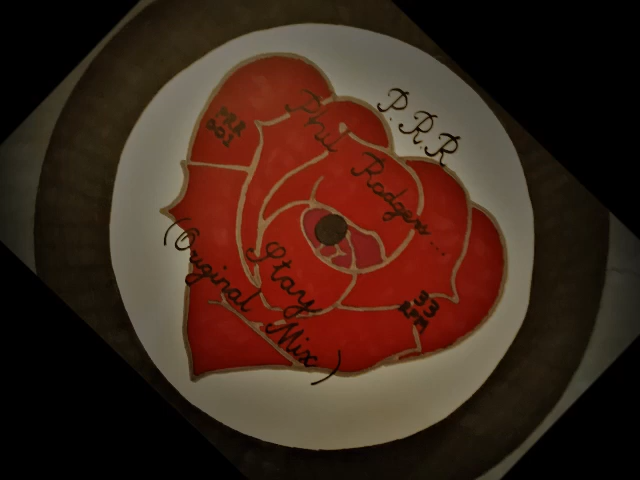 P.R.R
PRR
001
Phil Rodgers...
33
RPM
Stay
(Original Mix)